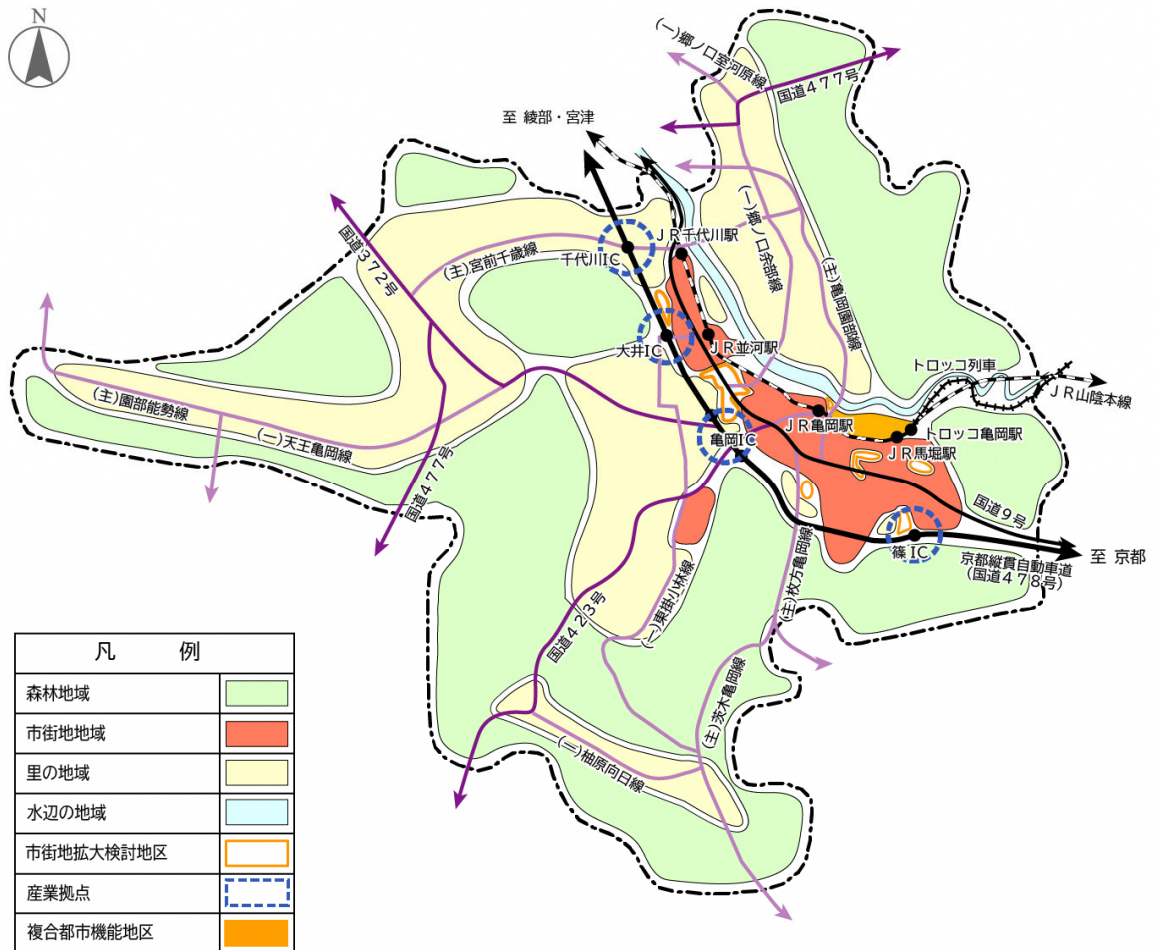 N
(一)郷ノ口室河原線
国道477号
至 綾部・宮津
(一)郷ノ口余部線
(主)亀岡園部線
国道372号
(主)宮前千歳線
千代川IC
JR千代川駅
大井IC
JR並河駅
トロッコ列車
JR山陰本線
(主)園部能勢線
(一)天王亀岡線
国道477号
亀岡IC
JR亀岡駅
トロッコ亀岡駅
JR馬堀駅
国道9号
篠IC
京都縦貫自動車道
(国道478号)
至 京都
(主)枚方亀岡線
(一)東掛小林線
国道423号
(主)茨木亀岡線
(一)柚原向日線
凡 例
森林地域
市街地地域
里の地域
水辺の地域
市街地拡大検討地区
産業拠点
複合都市機能地区